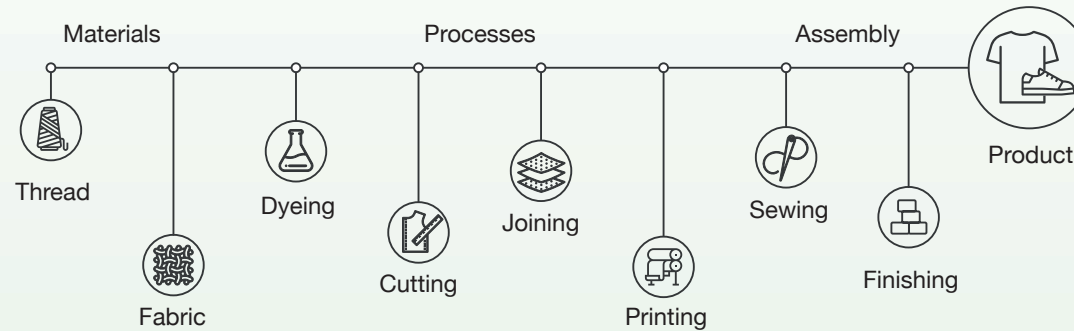 Materials
Processes
Assembly
Thread
Fabric
Dyeing
Cutting
Joining
Printing
Sewing
Finishing
Product